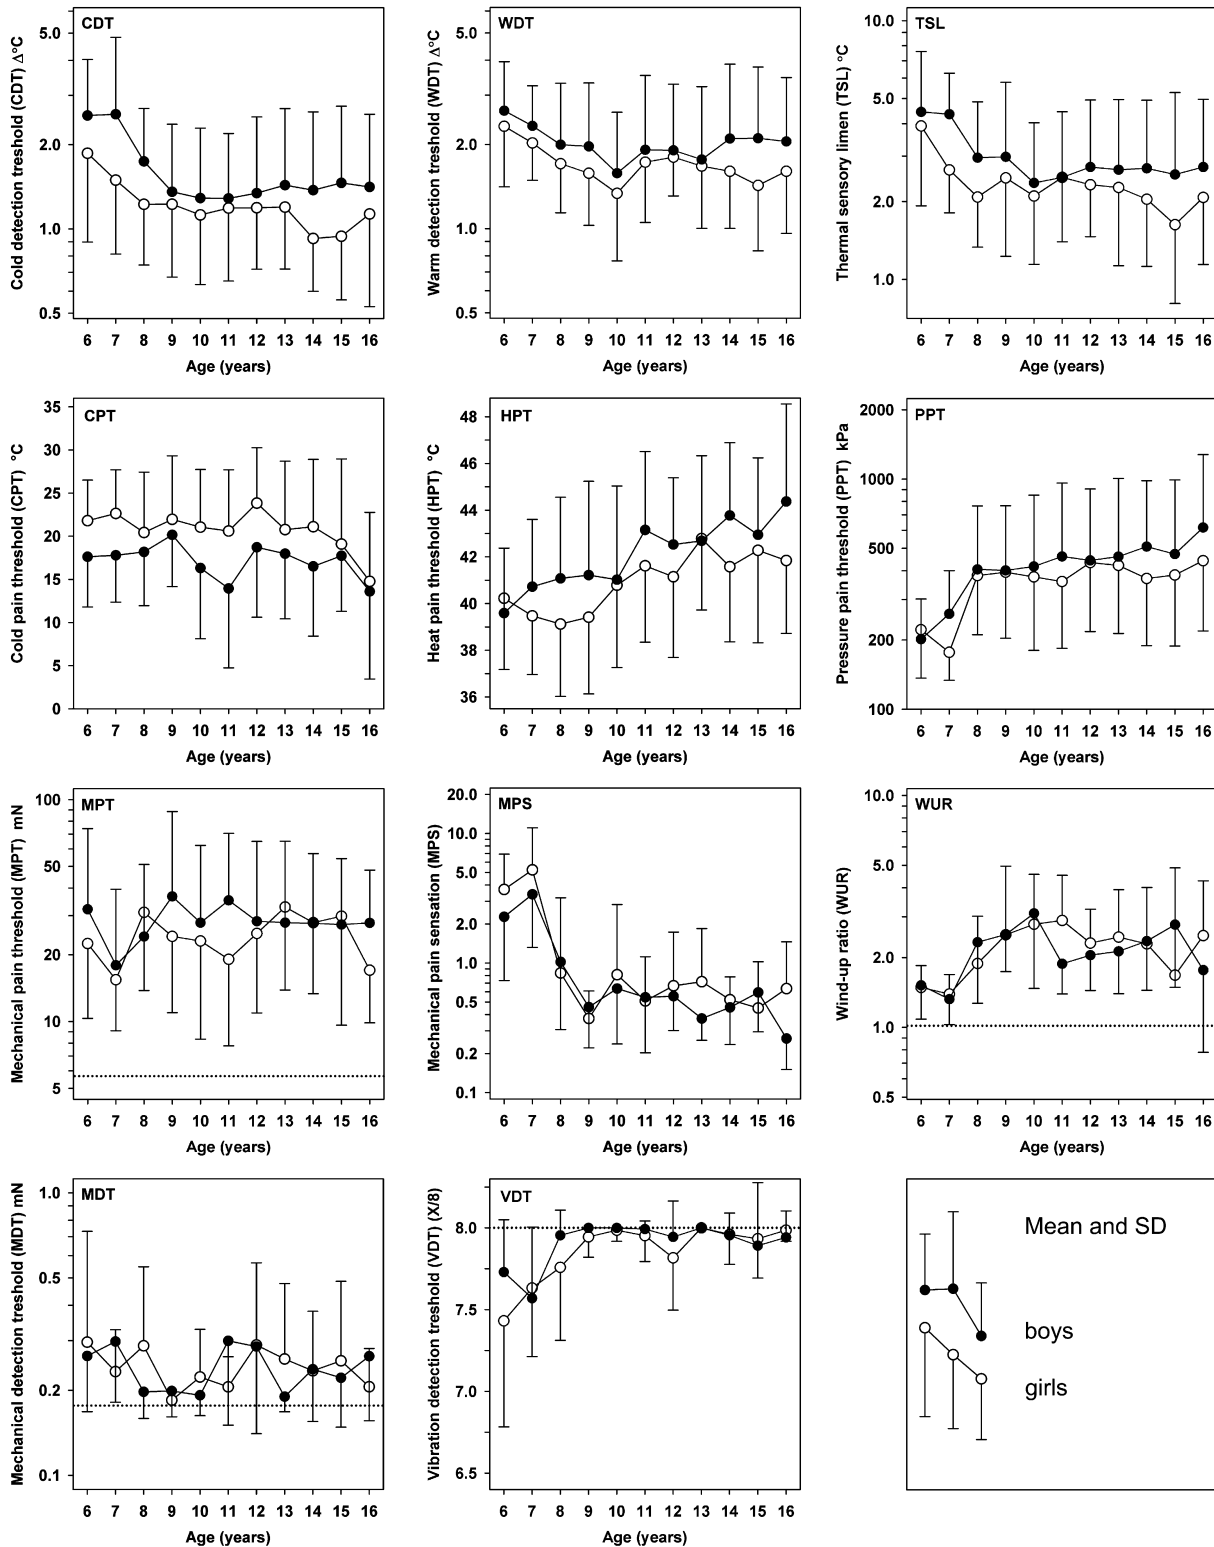 CDT
Cold detection treshold (CDT) Δ°C
5.0
2.0
1.0
0.5
6 7 8 9 10 11 12 13 14 15 16
Age (years)
WDT
Warm detection treshold (WDT) Δ°C
5.0
2.0
1.0
0.5
6 7 8 9 10 11 12 13 14 15 16
Age (years)
TSL
Thermal sensory limen (TSL) °C
10.0
5.0
2.0
1.0
6 7 8 9 10 11 12 13 14 15 16
Age (years)
CPT
Cold pain threshold (CPT) °C
35
30
25
20
15
10
5
0
6 7 8 9 10 11 12 13 14 15 16
Age (years)
HPT
Heat pain threshold (HPT) °C
48
46
44
42
40
38
36
6 7 8 9 10 11 12 13 14 15 16
Age (years)
PPT
Pressure pain threshold (PPT) kPa
2000
1000
500
200
100
6 7 8 9 10 11 12 13 14 15 16
Age (years)
MPT
Mechanical pain threshold (MPT) mN
100
50
20
10
5
6 7 8 9 10 11 12 13 14 15 16
Age (years)
MPS
Mechanical pain sensation (MPS)
20.0
10.0
5.0
2.0
1.0
0.5
0.2
0.1
6 7 8 9 10 11 12 13 14 15 16
Age (years)
WUR
Wind-up ratio (WUR)
10.0
5.0
2.0
1.0
0.5
6 7 8 9 10 11 12 13 14 15 16
Age (years)
MDT
Mechanical detection treshold (MDT) mN
1.0
0.5
0.2
0.1
6 7 8 9 10 11 12 13 14 15 16
Age (years)
VDT
Vibration detection treshold (VDT) (X/8)
8.0
7.5
7.0
6.5
6 7 8 9 10 11 12 13 14 15 16
Age (years)
Mean and SD
boys
girls